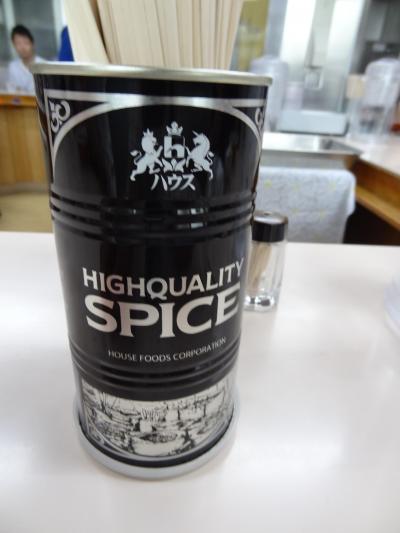 ハウス
HIGHQUALITY
SPICE
HOUSE FOODS CORPORATION